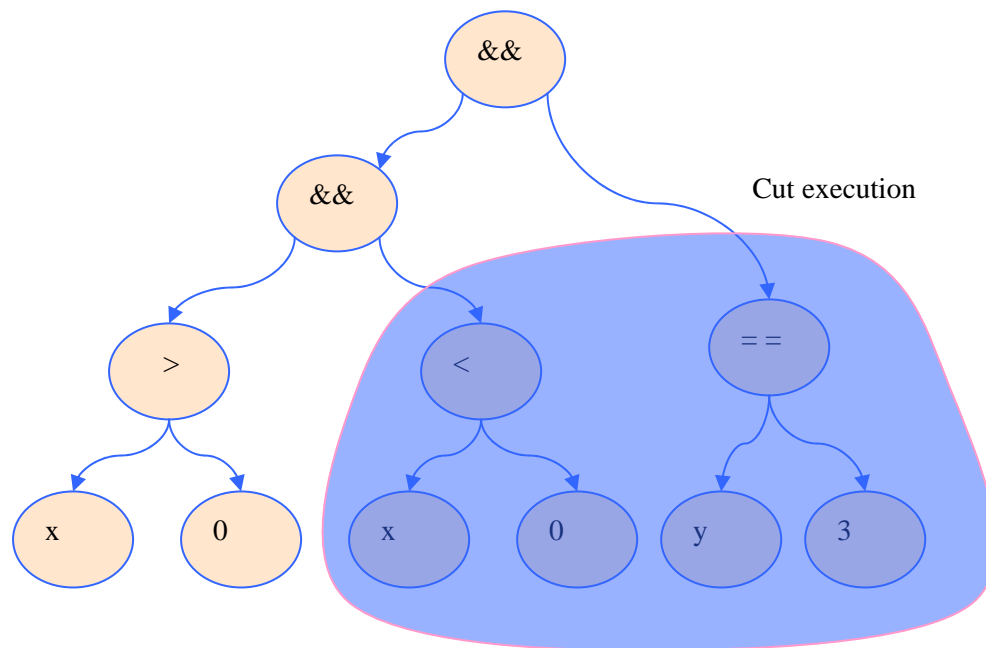 &&
&&
Cut execution
> < = =
x 0 x 0 y 3